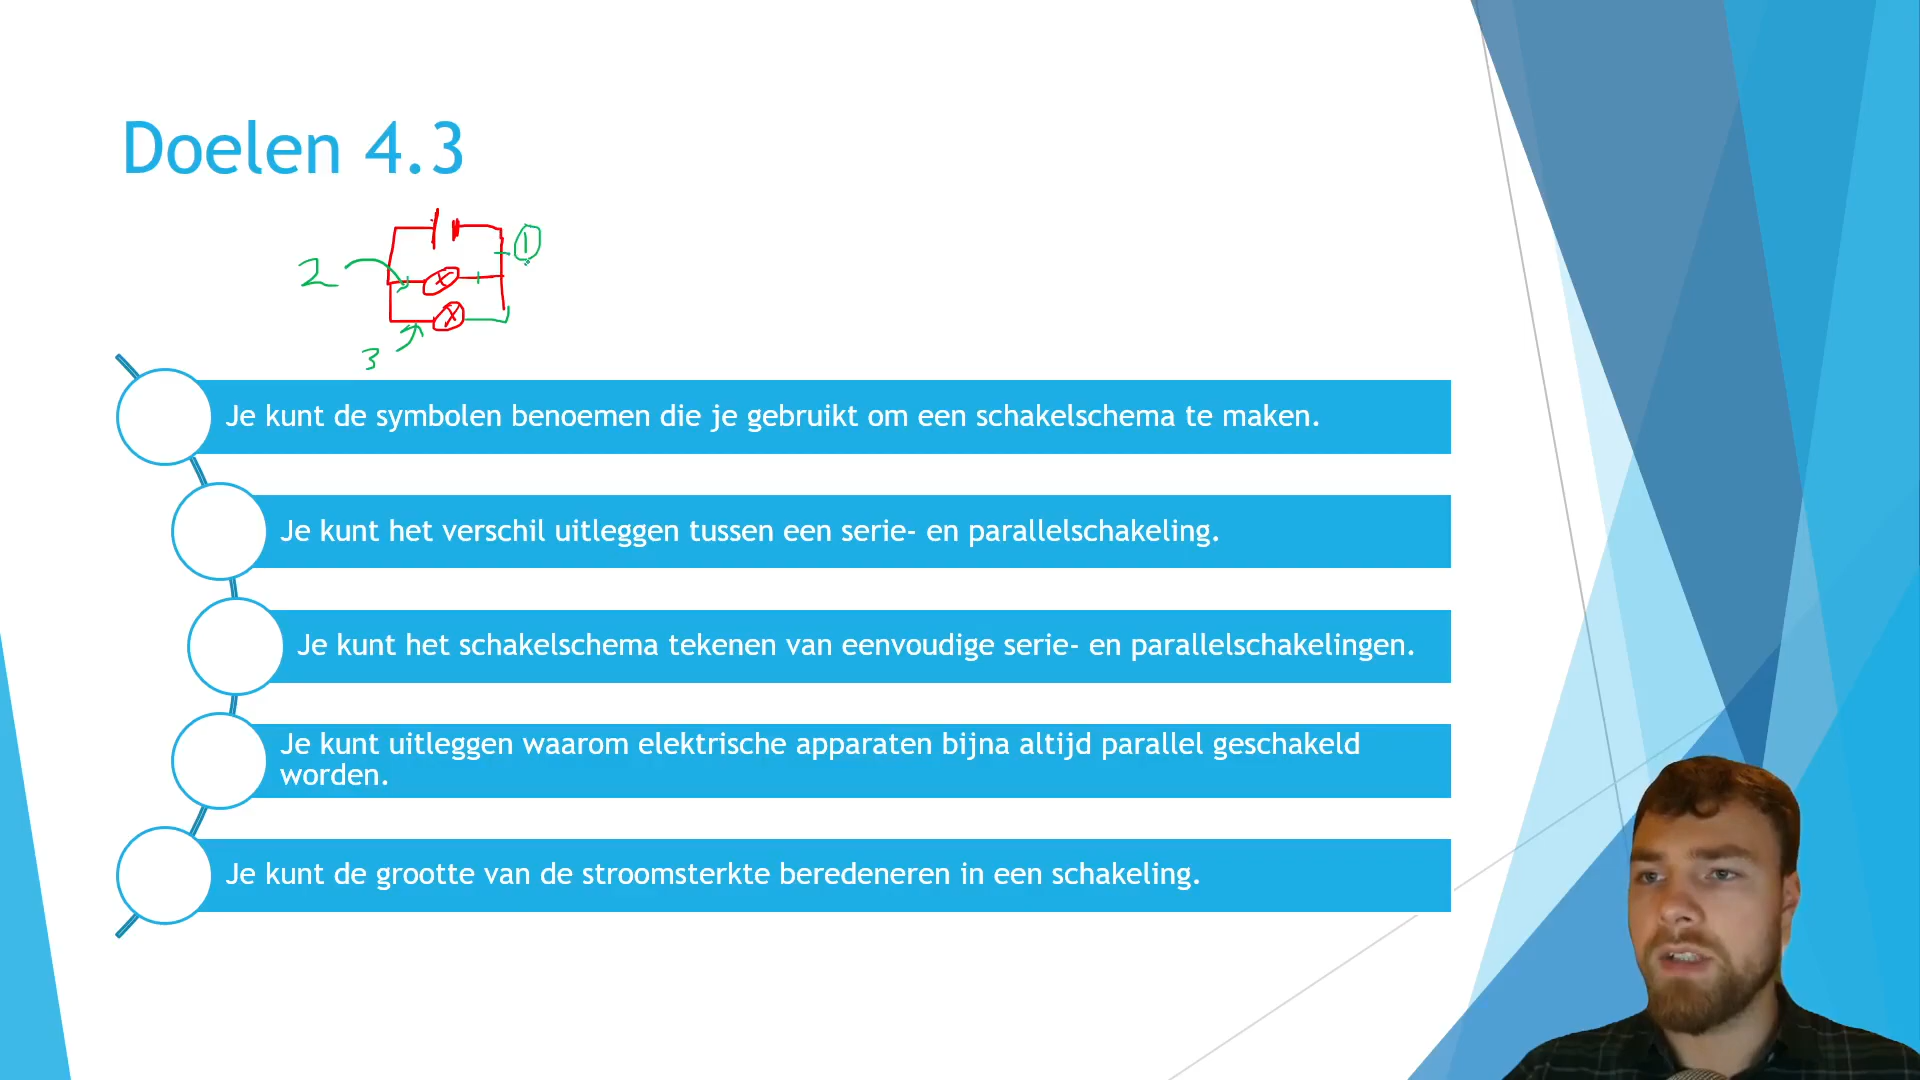 Doelen 4.3
1
2
3
Je kunt de symbolen benoemen die je gebruikt om een schakelschema te maken.
Je kunt het verschil uitleggen tussen een serie- en parallelschakeling.
Je kunt het schakelschema tekenen van eenvoudige serie- en parallelschakelingen.
Je kunt uitleggen waarom elektrische apparaten bijna altijd parallel geschakeld
worden.
Je kunt de grootte van de stroomsterkte beredeneren in een schakeling.